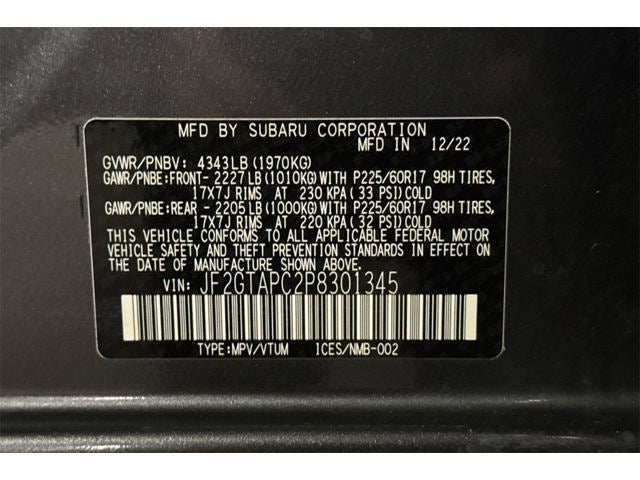 MFD BY SUBARU CORPORATION
MFD IN 12/22
GVWR/PNBV: 4343LB (1970KG)
GAWR/PNBE:FRONT- 2227LB (1010KG) WITH P225/60R17 98H TIRES,
17X7J RIMS AT 230 KPA (33 PSI) COLD
GAWR/PNBE:REAR - 2205LB (1000KG) WITH P225/60R17 98H TIRES,
17X7J RIMS AT 220 KPA (32 PSI) COLD
THIS VEHICLE CONFORMS TO ALL APPLICABLE FEDERAL MOTOR
VEHICLE SAFETY AND THEFT PREVENTION STANDARDS IN EFFECT ON
THE DATE OF MANUFACTURE SHOWN ABOVE.
VIN: JF2GTAPC2P8301345
TYPE:MPV/VTUM ICES/NMB-002